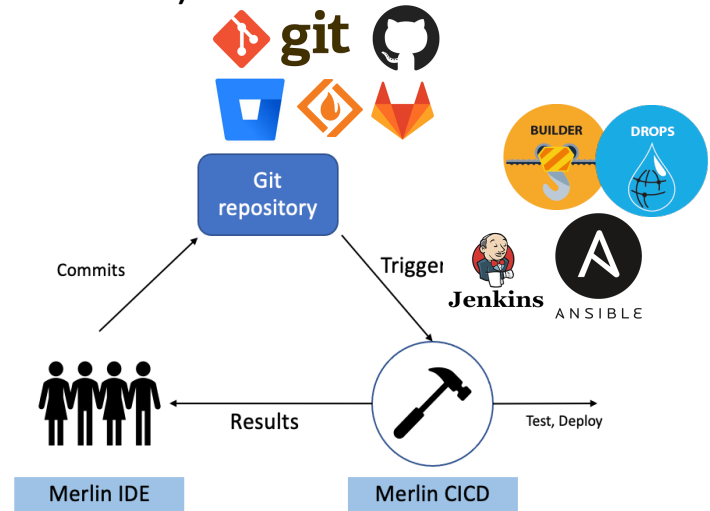 git
BUILDER
DROPS
Git
repository
Commits
Trigger
Jenkins
ANSIBLE
Results
Test, Deploy
Merlin IDE
Merlin CICD